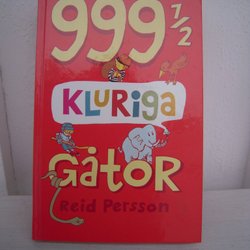 999 1/2
KLURiGA
GÅTOR
Reid Persson